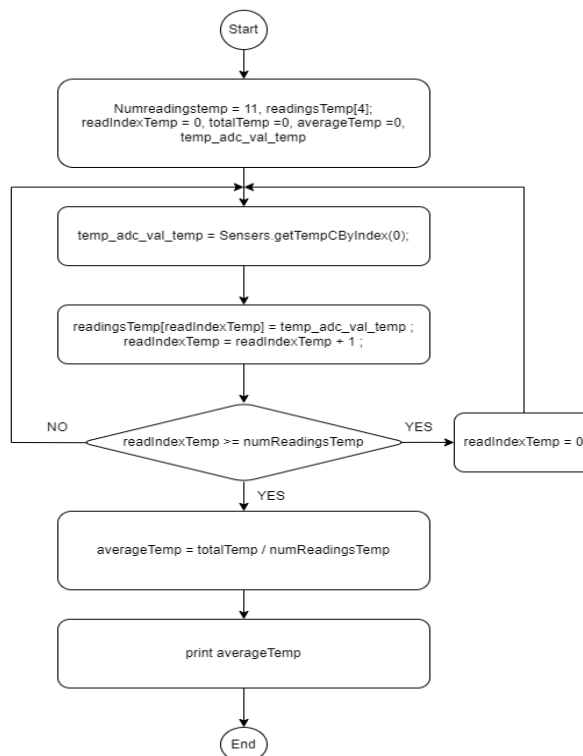 Start
Numreadingstemp = 11, readingsTemp[4];
readIndexTemp = 0, totalTemp =0, averageTemp =0,
temp_adc_val_temp
temp_adc_val_temp = Sensers.getTempCByIndex(0);
readingsTemp[readIndexTemp] = temp_adc_val_temp ;
readIndexTemp = readIndexTemp + 1 ;
NO
readIndexTemp >= numReadingsTemp
YES
readIndexTemp = 0
YES
averageTemp = totalTemp / numReadingsTemp
print averageTemp
End